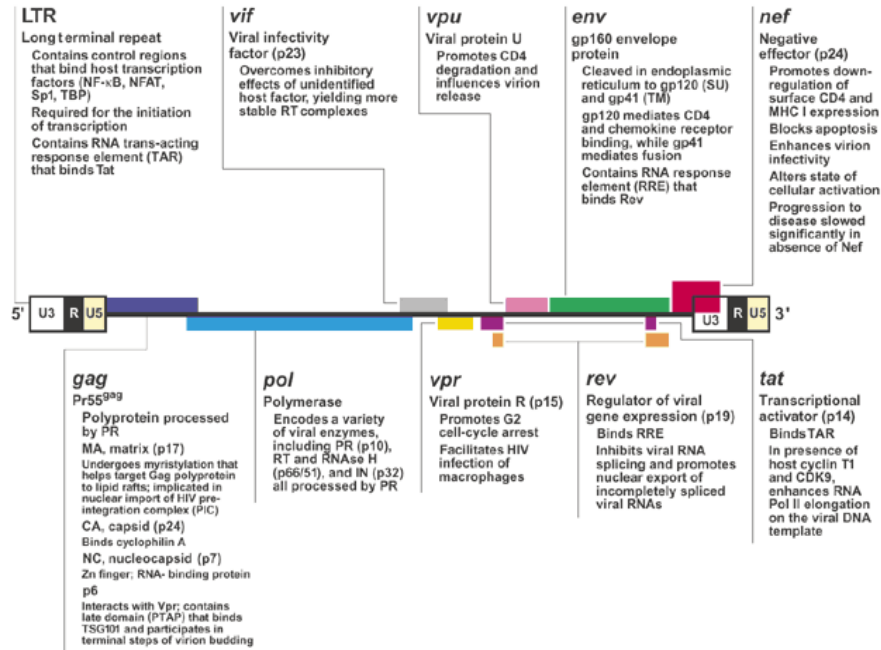 LTR
Long terminal repeat
Contains control regions
that bind host transcription
factors (NF-κB, NFAT,
Sp1, TBP)
Required for the initiation
of transcription
Contains RNA trans-acting
response element (TAR)
that binds Tat
vif
Viral infectivity
factor (p23)
Overcomes inhibitory
effects of unidentified
host factor, yielding more
stable RT complexes
vpu
Viral protein U
Promotes CD4
degradation and
influences virion
release
env
gp160 envelope
protein
Cleaved in endoplasmic
reticulum to gp120 (SU)
and gp41 (TM)
gp120 mediates CD4
and chemokine receptor
binding, while gp41
mediates fusion
Contains RNA response
element (RRE) that
binds Rev
nef
Negative
effector (p24)
Promotes down-
regulation of
surface CD4 and
MHC I expression
Blocks apoptosis
Enhances virion
infectivity
Alters state of
cellular activation
Progression to
disease slowed
significantly in
absence of Nef
5' U3 R U5 U3 R U5 3'
gag
Pr55gag
Polyprotein processed
by PR
MA, matrix (p17)
Undergoes myristylation that
helps target Gag polyprotein
to lipid rafts; implicated in
nuclear import of HIV pre-
integration complex (PIC)
CA, capsid (p24)
Binds cyclophilin A
NC, nucleocapsid (p7)
Zn finger; RNA- binding protein
p6
Interacts with Vpr; contains
late domain (PTAP) that binds
TSG101 and participates in
terminal steps of virion budding
pol
Polymerase
Encodes a variety
of viral enzymes,
including PR (p10),
RT and RNAse H
(p66/51), and IN (p32)
all processed by PR
vpr
Viral protein R (p15)
Promotes G2
cell-cycle arrest
Facilitates HIV
infection of
macrophages
rev
Regulator of viral
gene expression (p19)
Binds RRE
Inhibits viral RNA
splicing and promotes
nuclear export of
incompletely spliced
viral RNAs
tat
Transcriptional
activator (p14)
Binds TAR
In presence of
host cyclin T1
and CDK9,
enhances RNA
Pol II elongation
on the viral DNA
template